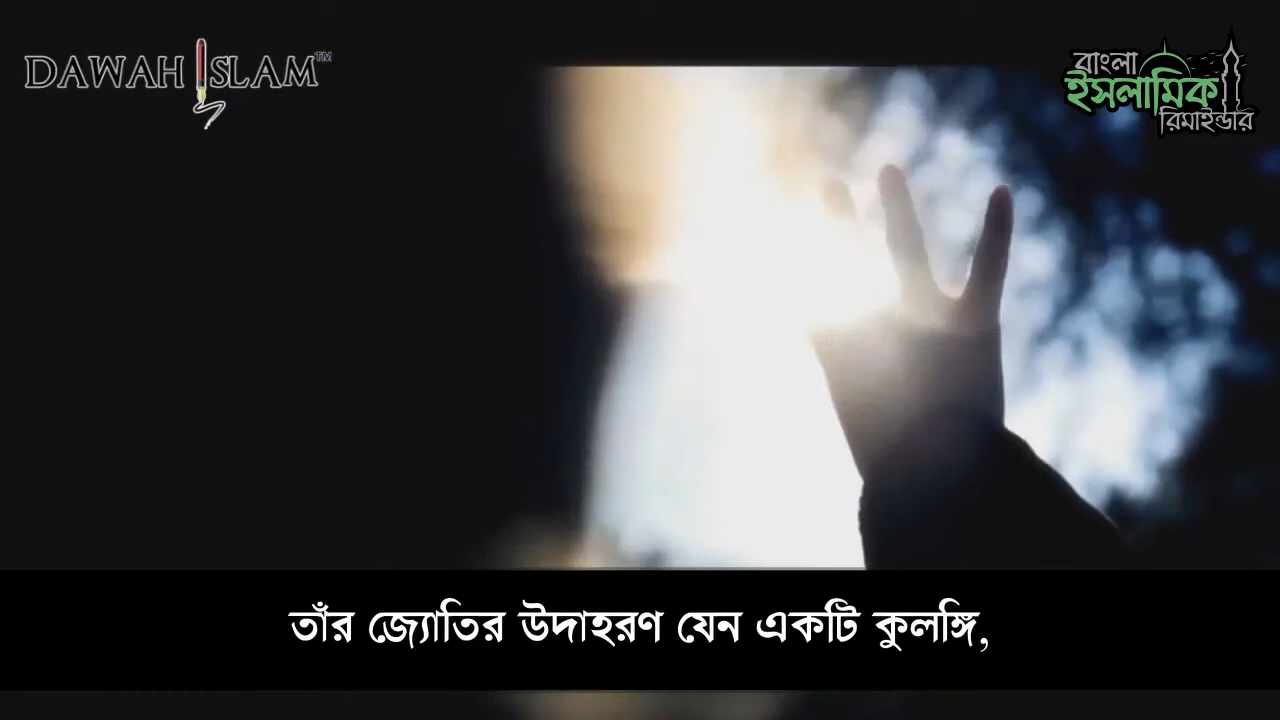 DAWAH ISLAM™
বাংলা
ইসলামিক
রিমাইন্ডার
তাঁর জ্যোতির উদাহরণ যেন একটি কুলঙ্গি,